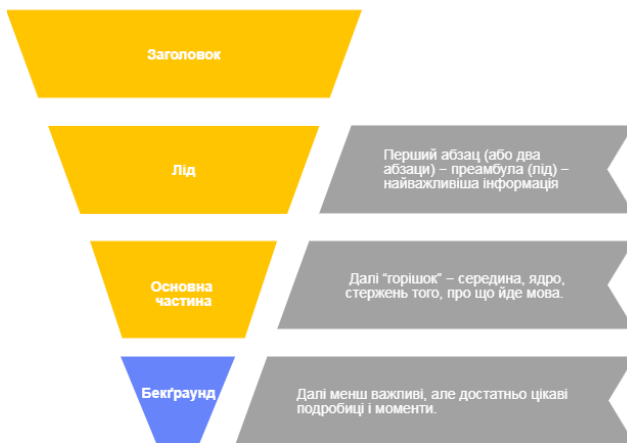 Заголовок
Лід
Перший абзац (або два
абзаци) – преамбула (лід) –
найважливіша інформація
Основна
частина
Далі “горішок” – середина, ядро,
стержень того, про що йде мова.
Бекґраунд
Далі менш важливі, але достатньо цікаві
подробиці і моменти.